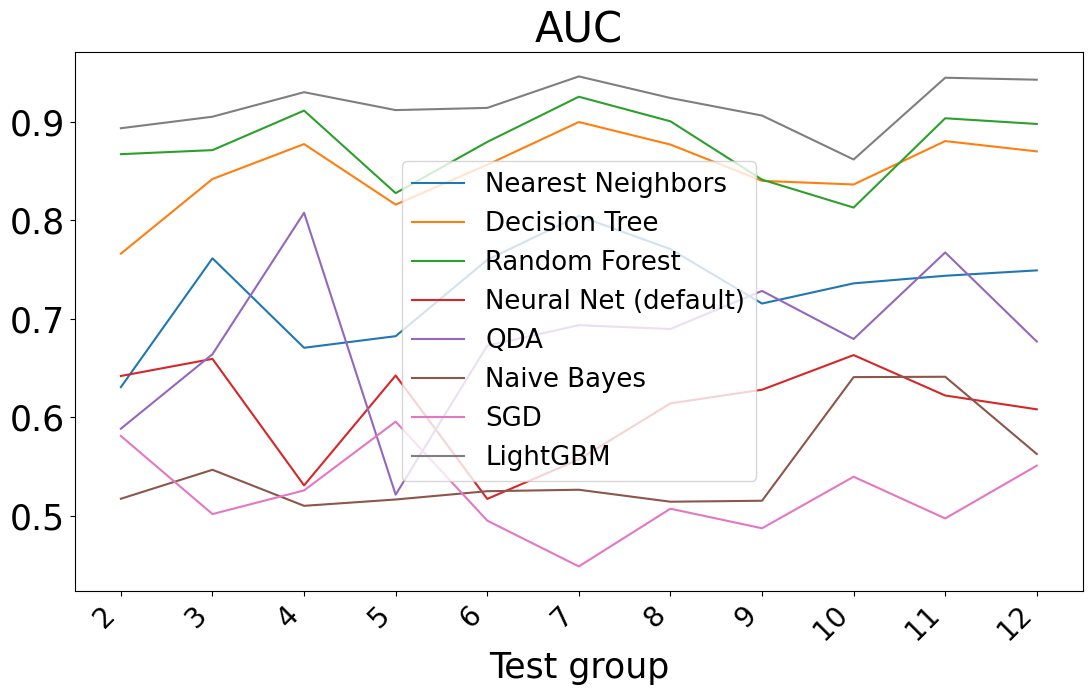 AUC
0.9
0.8
0.7
0.6
0.5
Nearest Neighbors
Decision Tree
Random Forest
Neural Net (default)
QDA
Naive Bayes
SGD
LightGBM
2 3 4 5 6 7 8 9 10 11 12
Test group